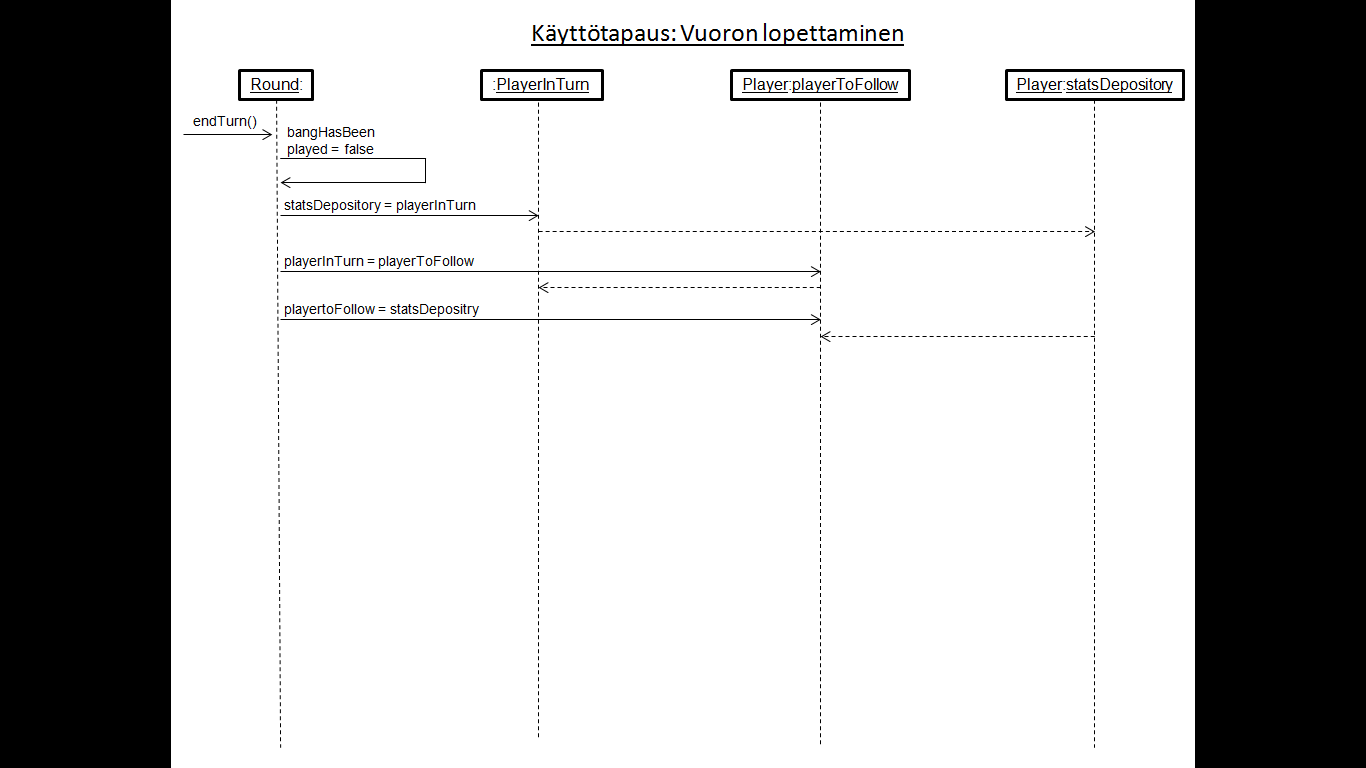 Käyttötapaus: Vuoron lopettaminen
Round:
:PlayerInTurn
Player:playerToFollow
Player:statsDepository
endTurn()
bangHasBeen
played = false
statsDepository = playerInTurn
playerInTurn = playerToFollow
playertoFollow = statsDepositry